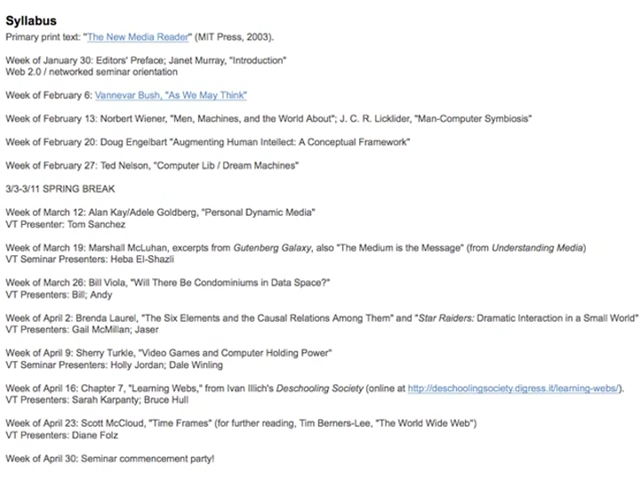 Syllabus
Primary print text: "The New Media Reader" (MIT Press, 2003).
Week of January 30: Editors' Preface; Janet Murray, "Introduction"
Web 2.0 / networked seminar orientation
Week of February 6: Vannevar Bush, "As We May Think"
Week of February 13: Norbert Wiener, "Men, Machines, and the World About"; J. C. R. Licklider, "Man-Computer Symbiosis"
Week of February 20: Doug Engelbart "Augmenting Human Intellect: A Conceptual Framework"
Week of February 27: Ted Nelson, "Computer Lib / Dream Machines"
3/3-3/11 SPRING BREAK
Week of March 12: Alan Kay/Adele Goldberg, "Personal Dynamic Media"
VT Presenter: Tom Sanchez
Week of March 19: Marshall McLuhan, excerpts from Gutenberg Galaxy, also "The Medium is the Message" (from Understanding Media)
VT Seminar Presenters: Heba El-Shazli
Week of March 26: Bill Viola, "Will There Be Condominiums in Data Space?"
VT Presenters: Bill; Andy
Week of April 2: Brenda Laurel, "The Six Elements and the Causal Relations Among Them" and "Star Raiders: Dramatic Interaction in a Small World"
VT Presenters: Gail McMillan; Jaser
Week of April 9: Sherry Turkle, "Video Games and Computer Holding Power"
VT Seminar Presenters: Holly Jordan; Dale Winling
Week of April 16: Chapter 7, "Learning Webs," from Ivan Illich's Deschooling Society (online at http://deschoolingsociety.digress.it/learning-webs/).
VT Presenters: Sarah Karpanty; Bruce Hull
Week of April 23: Scott McCloud, "Time Frames" (for further reading, Tim Berners-Lee, "The World Wide Web")
VT Presenters: Diane Folz
Week of April 30: Seminar commencement party!